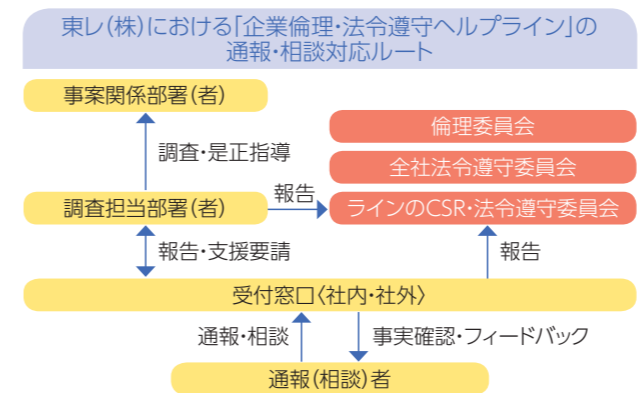 東レ(株)における「企業倫理・法令遵守ヘルプライン」の
通報・相談対応ルート
事案関係部署(者)
倫理委員会
調査・是正指導
全社法令遵守委員会
調査担当部署(者)
報告
ラインのCSR・法令遵守委員会
報告・支援要請
報告
受付窓口〈社内・社外〉
通報・相談
事実確認・フィードバック
通報(相談)者